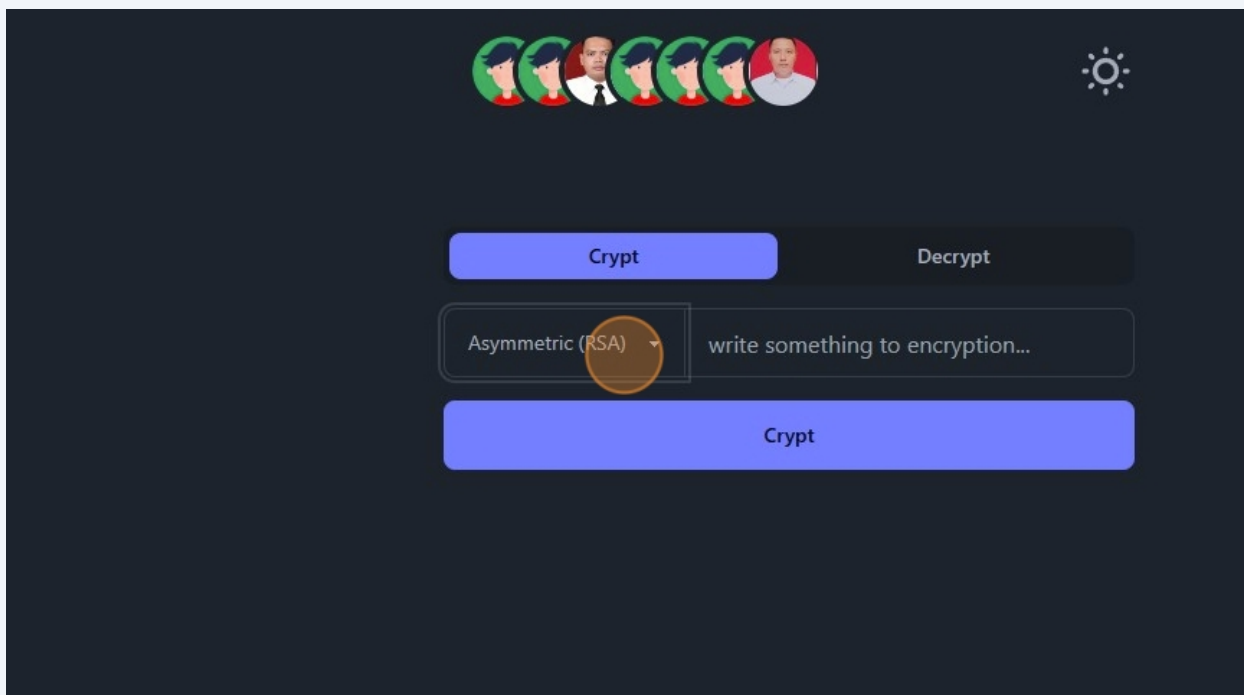 Crypt
Decrypt
Asymmetric (RSA)
write something to encryption...
Crypt